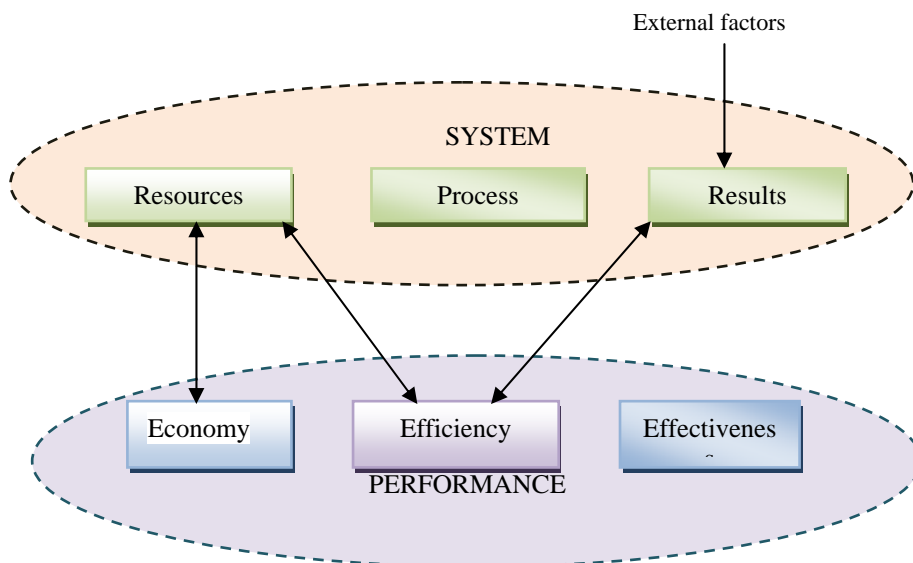 External factors
SYSTEM
Resources
Process
Results
Economy
Efficiency
Effectivenes
s
PERFORMANCE